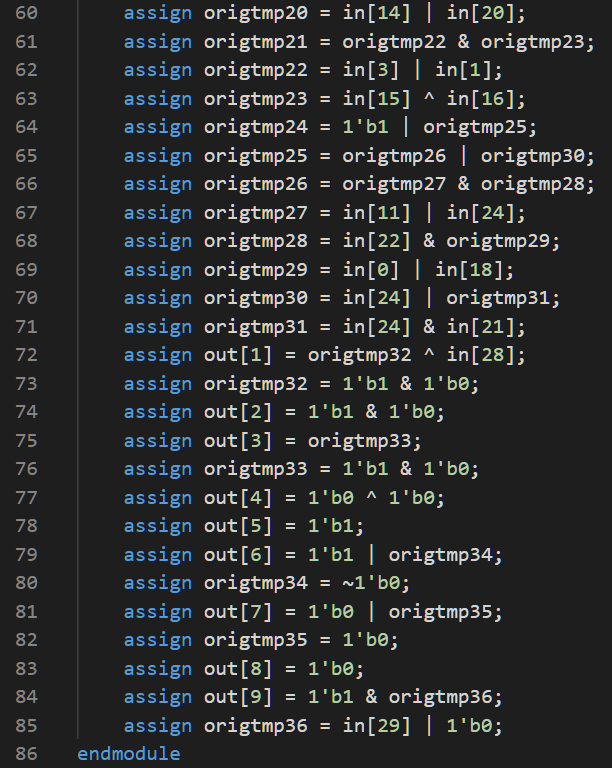 60 assign origtmp20 = in[14] | in[20];
61 assign origtmp21 = origtmp22 & origtmp23;
62 assign origtmp22 = in[3] | in[1];
63 assign origtmp23 = in[15] ^ in[16];
64 assign origtmp24 = 1'b1 | origtmp25;
65 assign origtmp25 = origtmp26 | origtmp30;
66 assign origtmp26 = origtmp27 & origtmp28;
67 assign origtmp27 = in[11] | in[24];
68 assign origtmp28 = in[22] & origtmp29;
69 assign origtmp29 = in[0] | in[18];
70 assign origtmp30 = in[24] | origtmp31;
71 assign origtmp31 = in[24] & in[21];
72 assign out[1] = origtmp32 ^ in[28];
73 assign origtmp32 = 1'b1 & 1'b0;
74 assign out[2] = 1'b1 & 1'b0;
75 assign out[3] = origtmp33;
76 assign origtmp33 = 1'b1 & 1'b0;
77 assign out[4] = 1'b0 ^ 1'b0;
78 assign out[5] = 1'b1;
79 assign out[6] = 1'b1 | origtmp34;
80 assign origtmp34 = ~1'b0;
81 assign out[7] = 1'b0 | origtmp35;
82 assign origtmp35 = 1'b0;
83 assign out[8] = 1'b0;
84 assign out[9] = 1'b1 & origtmp36;
85 assign origtmp36 = in[29] | 1'b0;
86 endmodule